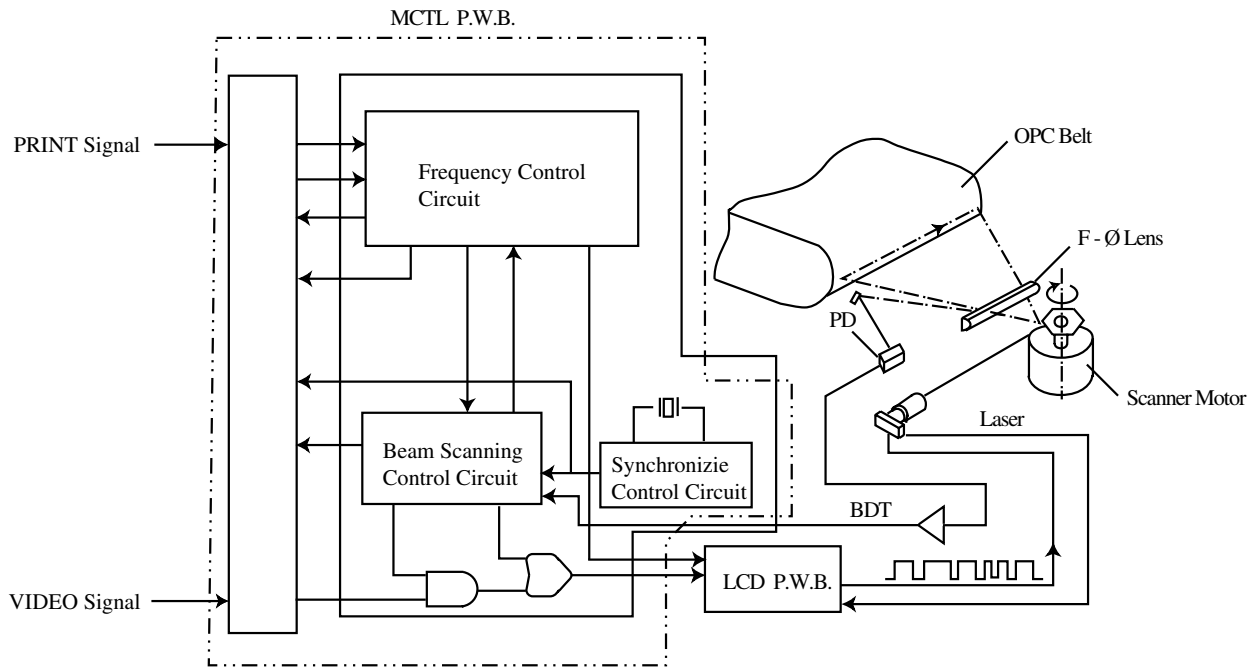 MCTL P.W.B.
PRINT Signal
OPC Belt
Frequency Control
Circuit
F - Ø Lens
PD
Scanner Motor
Laser
Beam Scanning
Control Circuit
Synchronizie
Control Circuit
BDT
LCD P.W.B.
VIDEO Signal